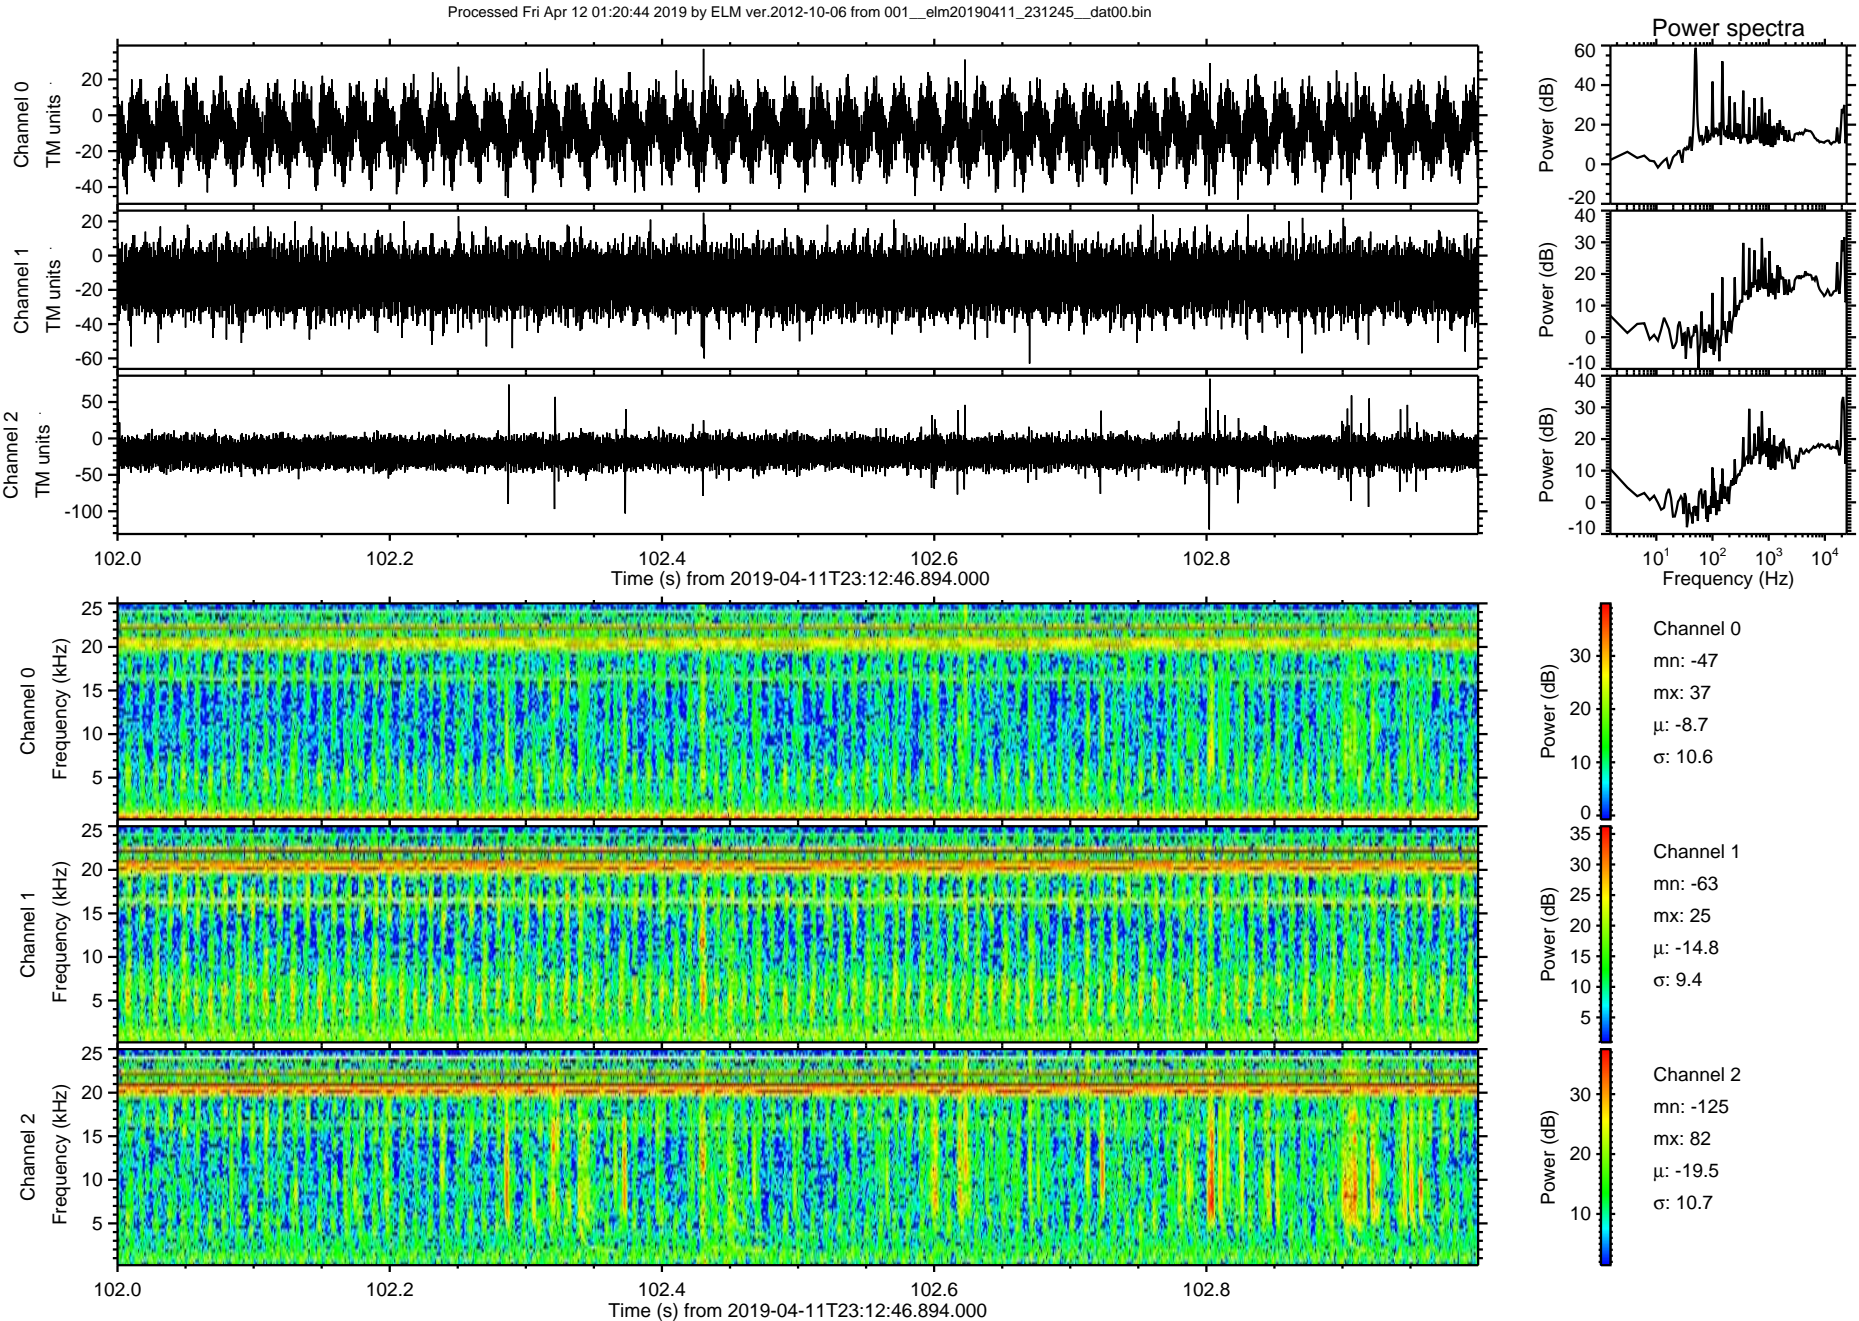 Processed Fri Apr 12 01:20:44 2019 by ELM ver.2012-10-06 from 001__elm20190411_231245__dat00.bin
Power spectra
Channel 0
TM units
20
0
-20
-40
Power (dB)
60
40
20
0
-20
Channel 1
TM units
20
0
-20
-40
-60
Power (dB)
40
30
20
10
0
-10
Channel 2
TM units
50
0
-50
-100
Power (dB)
40
30
20
10
0
-10
102.0 102.2 102.4 102.6 102.8
Time (s) from 2019-04-11T23:12:46.894.000
10¹ 10² 10³ 10⁴
Frequency (Hz)
Channel 0
Frequency (kHz)
25
20
15
10
5
Power (dB)
30
20
10
0
Channel 0
mn: -47
mx: 37
μ: -8.7
σ: 10.6
Channel 1
Frequency (kHz)
25
20
15
10
5
Power (dB)
35
30
25
20
15
10
5
Channel 1
mn: -63
mx: 25
μ: -14.8
σ: 9.4
Channel 2
Frequency (kHz)
25
20
15
10
5
Power (dB)
30
20
10
Channel 2
mn: -125
mx: 82
μ: -19.5
σ: 10.7
102.0 102.2 102.4 102.6 102.8
Time (s) from 2019-04-11T23:12:46.894.000